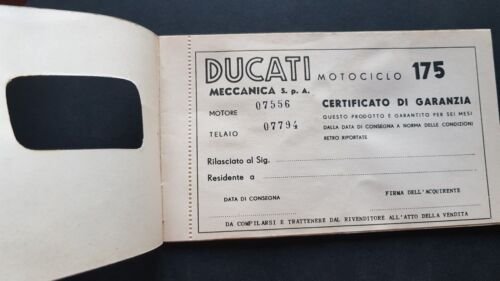 DUCATI MOTOCICLO 175
MECCANICA S. p. A.
MOTORE 07556
TELAIO 07794
CERTIFICATO DI GARANZIA
QUESTO PRODOTTO E GARANTITO PER SEI MESI
DALLA DATA DI CONSEGNA A NORMA DELLE CONDIZIONI
RETRO RIPORTATE
Rilasciato al Sig.
Residente a
DATA DI CONSEGNA
FIRMA DELL'ACQUIRENTE
DA COMPILARSI E TRATTENERE DAL RIVENDITORE ALL'ATTO DELLA VENDITA